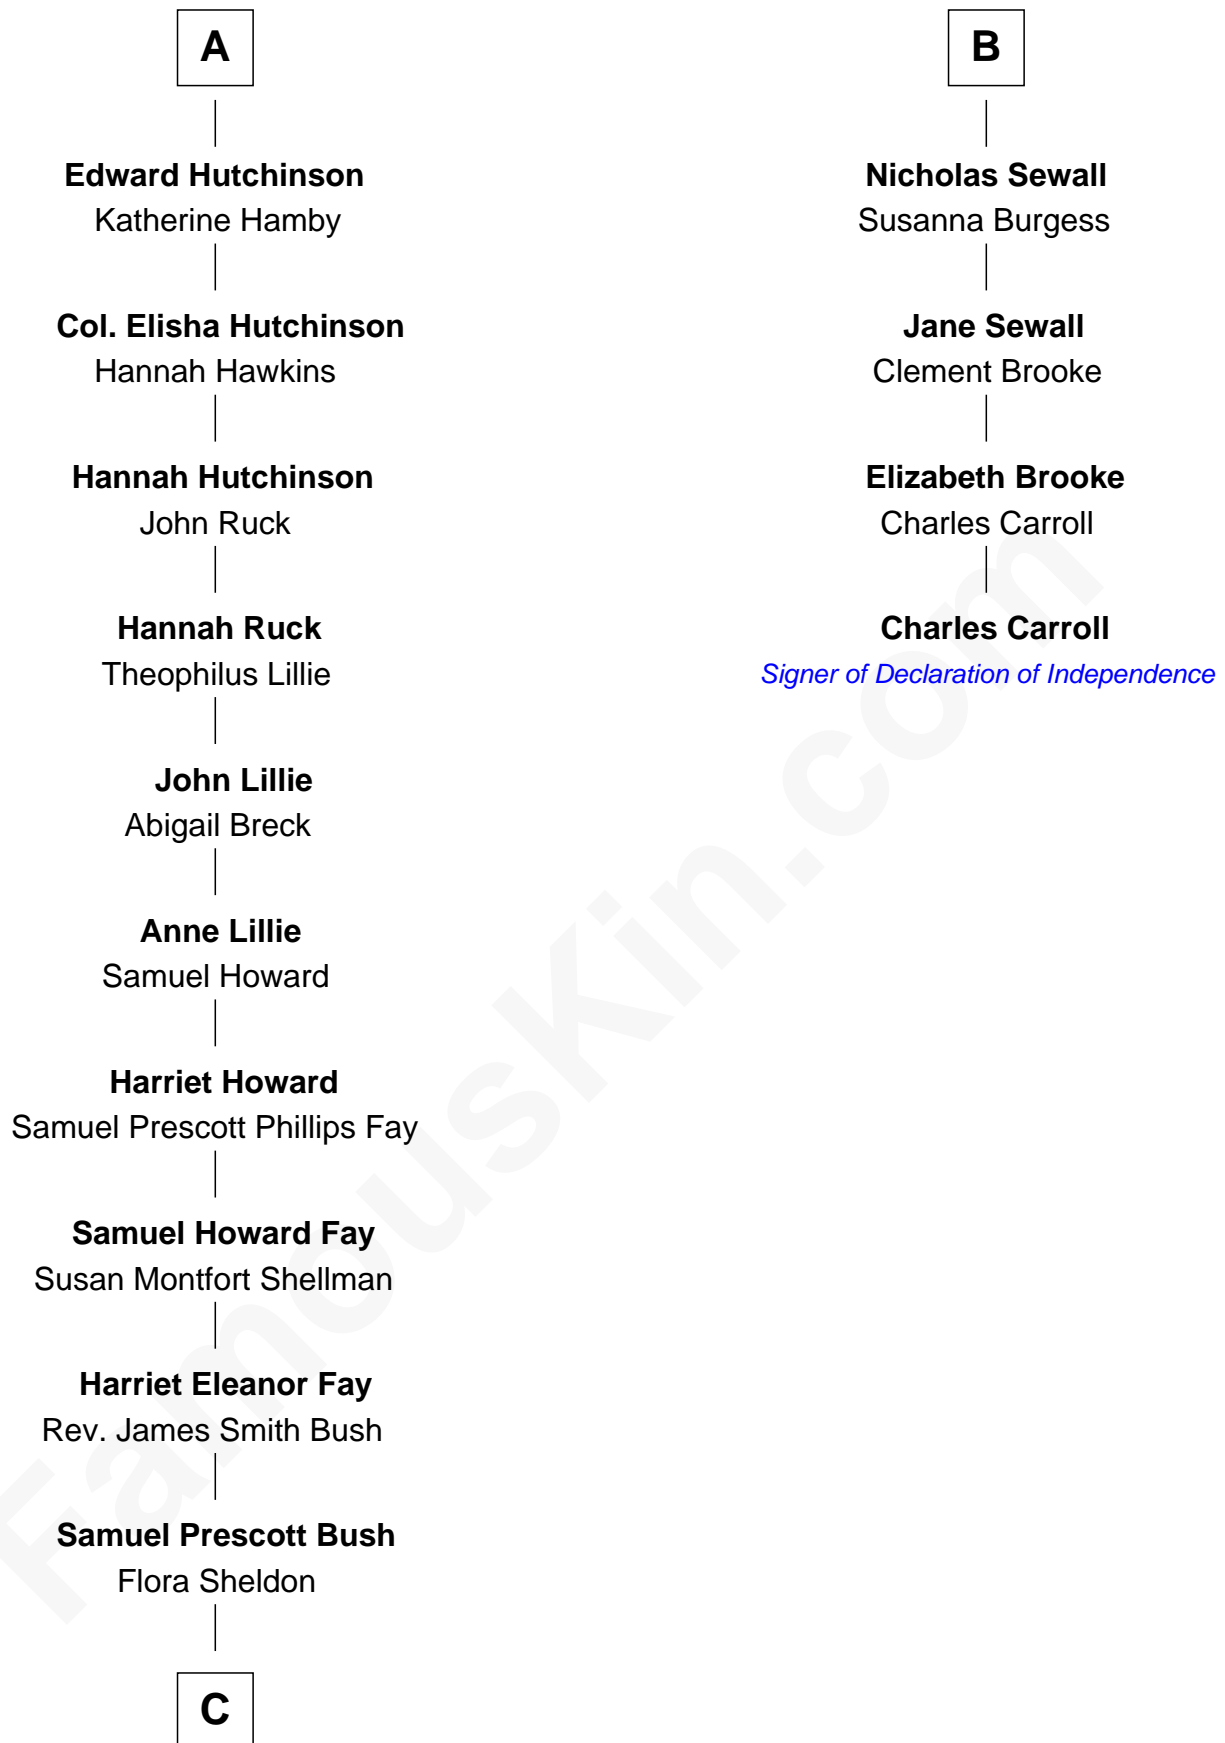 A
Edward Hutchinson
Katherine Hamby
Col. Elisha Hutchinson
Hannah Hawkins
Hannah Hutchinson
John Ruck
Hannah Ruck
Theophilus Lillie
John Lillie
Abigail Breck
Anne Lillie
Samuel Howard
Harriet Howard
Samuel Prescott Phillips Fay
Samuel Howard Fay
Susan Montfort Shellman
Harriet Eleanor Fay
Rev. James Smith Bush
Samuel Prescott Bush
Flora Sheldon
C
B
Nicholas Sewall
Susanna Burgess
Jane Sewall
Clement Brooke
Elizabeth Brooke
Charles Carroll
Charles Carroll
Signer of Declaration of Independence
FamousKin.com